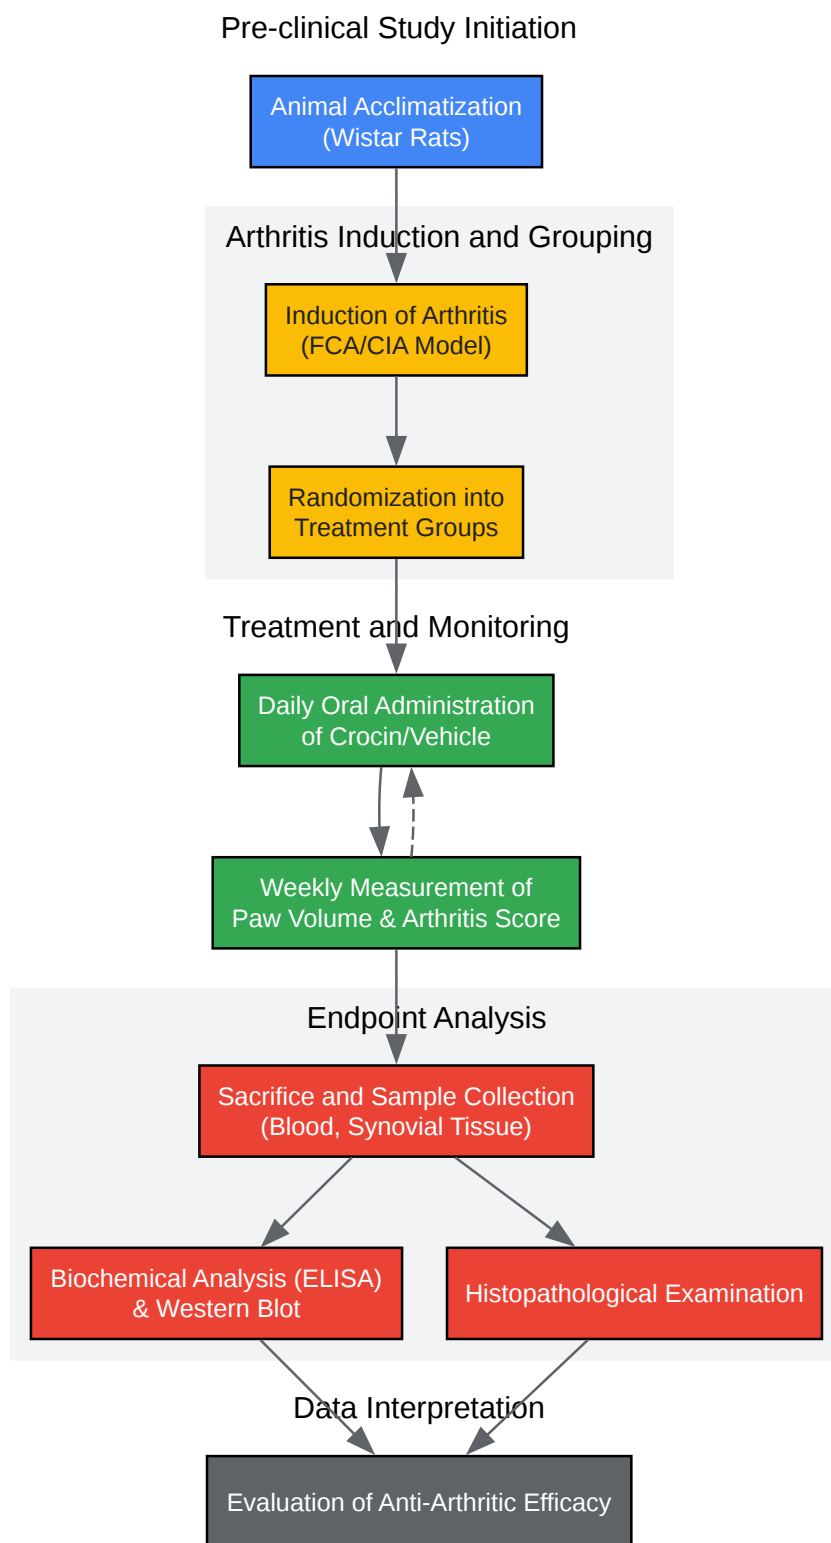 Pre-clinical Study Initiation
Animal Acclimatization
(Wistar Rats)
Arthritis Induction and Grouping
Induction of Arthritis
(FCA/CIA Model)
Randomization into
Treatment Groups
Treatment and Monitoring
Daily Oral Administration
of Crocin/Vehicle
Weekly Measurement of
Paw Volume & Arthritis Score
Endpoint Analysis
Sacrifice and Sample Collection
(Blood, Synovial Tissue)
Biochemical Analysis (ELISA)
& Western Blot
Histopathological Examination
Data Interpretation
Evaluation of Anti-Arthritic Efficacy